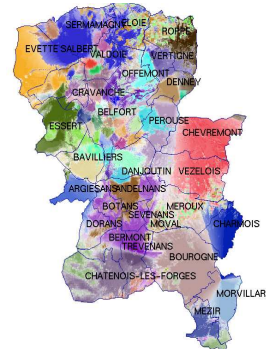 ELOIE
SERMAMAGNY
ROPPE
EVETTE SALBERT
VALDOIE
VETRIGNE
OFFEMONT
DENNEY
CRAVANCHE
BELFORT
PEROUSE
ESSERT
CHEVREMONT
BAVILLIERS
DANJOUTIN
VEZELOIS
ARGIESANS
ANDELNANS
BOTANS
MEROUX
SEVENANS
DORANS
MOVAL
CHARMOIS
BERMONT
TREVENANS
BOUROGNE
CHATENOIS-LES-FORGES
MORVILLAR
MEZIR